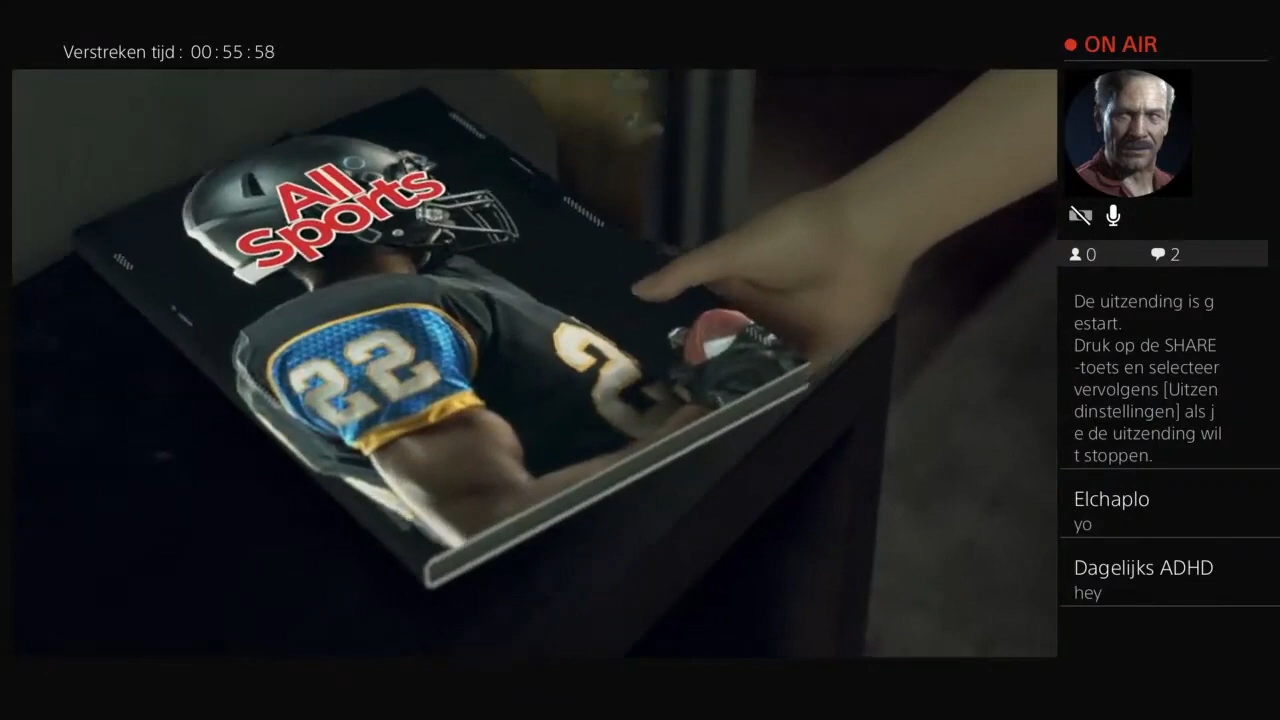 Verstreken tijd : 00:55:58
ON AIR
All
Sports
22
2
0
2
De uitzending is g
estart.
Druk op de SHARE
-toets en selecteer
vervolgens [Uitzen
dinstellingen] als j
e de uitzending wil
t stoppen.
Elchaplo
yo
Dagelijks ADHD
hey